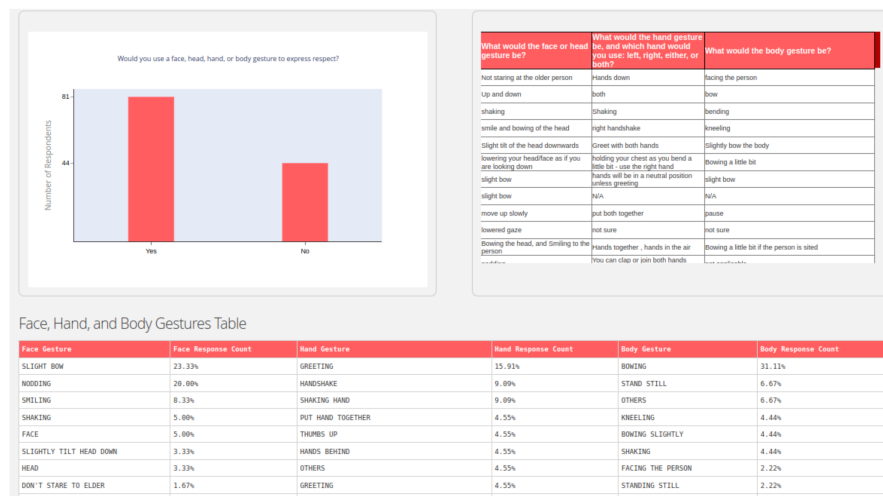 Would you use a face, head, hand, or body gesture to express respect?
81
44
Number of Respondents
Yes
No
What would the face or head gesture be?
What would the hand gesture be, and which hand would you use: left, right, either, or both?
What would the body gesture be?
Not staring at the older person
Hands down
facing the person
Up and down
both
bow
shaking
Shaking
bending
smile and bowing of the head
right handshake
kneeling
Slight tilt of the head downwards
Greet with both hands
Slightly bow the body
lowering your head/face as if you are looking down
holding your chest as you bend a little bit - use the right hand
Bowing a little bit
slight bow
hands will be in a neutral position unless greeting
slight bow
slight bow
N/A
N/A
move up slowly
put both together
pause
lowered gaze
not sure
not sure
Bowing the head, and Smiling to the person
Hands together , hands in the air
Bowing a little bit if the person is sited
You can clap or join both hands
Face, Hand, and Body Gestures Table
Face Gesture
Face Response Count
Hand Gesture
Hand Response Count
Body Gesture
Body Response Count
SLIGHT BOW
23.33%
GREETING
15.91%
BOWING
31.11%
NODDING
20.00%
HANDSHAKE
9.09%
STAND STILL
6.67%
SMILING
8.33%
SHAKING HAND
9.09%
OTHERS
6.67%
SHAKING
5.00%
PUT HAND TOGETHER
4.55%
KNEELING
4.44%
FACE
5.00%
THUMBS UP
4.55%
BOWING SLIGHTLY
4.44%
SLIGHTLY TILT HEAD DOWN
3.33%
HANDS BEHIND
4.55%
SHAKING
4.44%
HEAD
3.33%
OTHERS
4.55%
FACING THE PERSON
2.22%
DON'T STARE TO ELDER
1.67%
GREETING
4.55%
STANDING STILL
2.22%